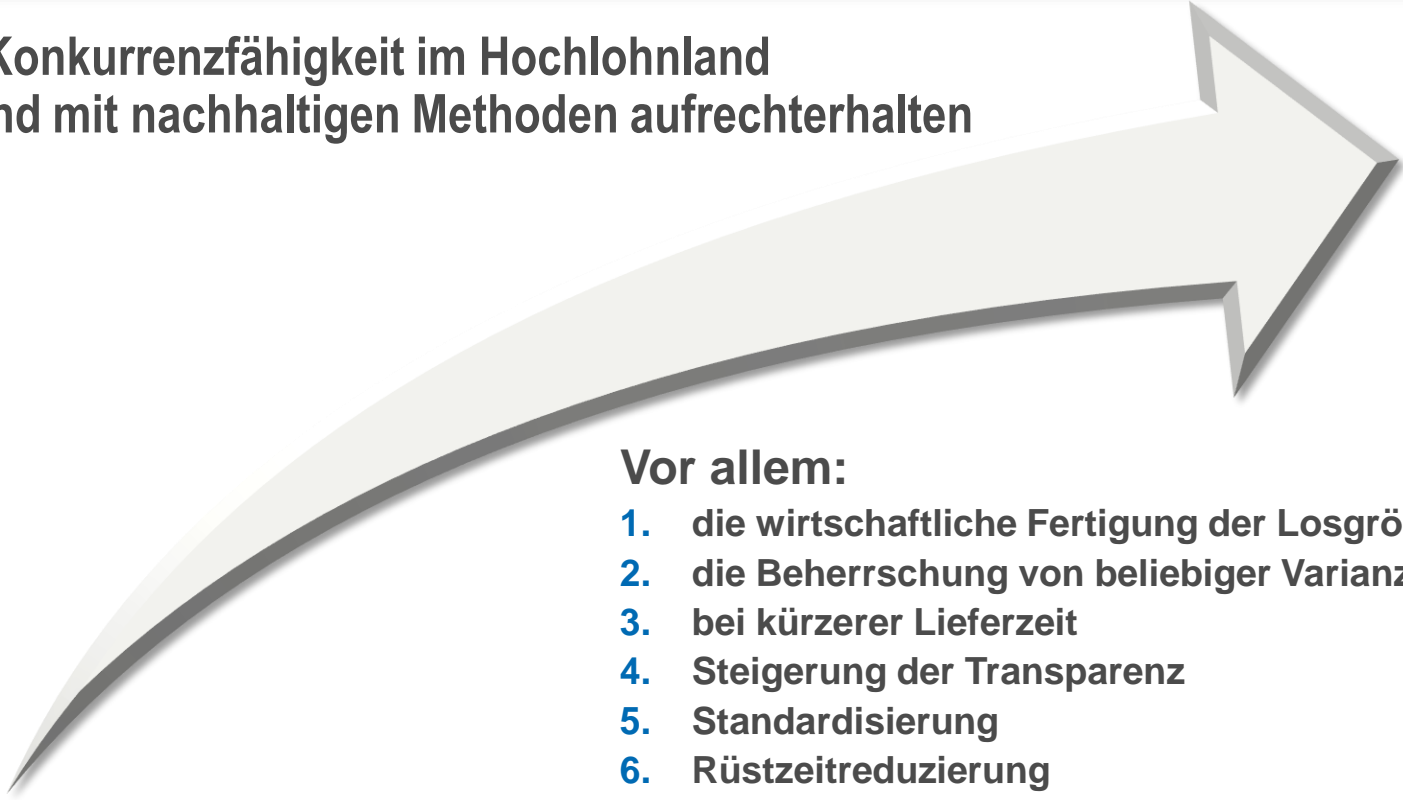 Konkurrenzfähigkeit im Hochlohnland
nd mit nachhaltigen Methoden aufrechterhalten
Vor allem:
1. die wirtschaftliche Fertigung der Losgrö
2. die Beherrschung von beliebiger Varianz
3. bei kürzerer Lieferzeit
4. Steigerung der Transparenz
5. Standardisierung
6. Rüstzeitreduzierung